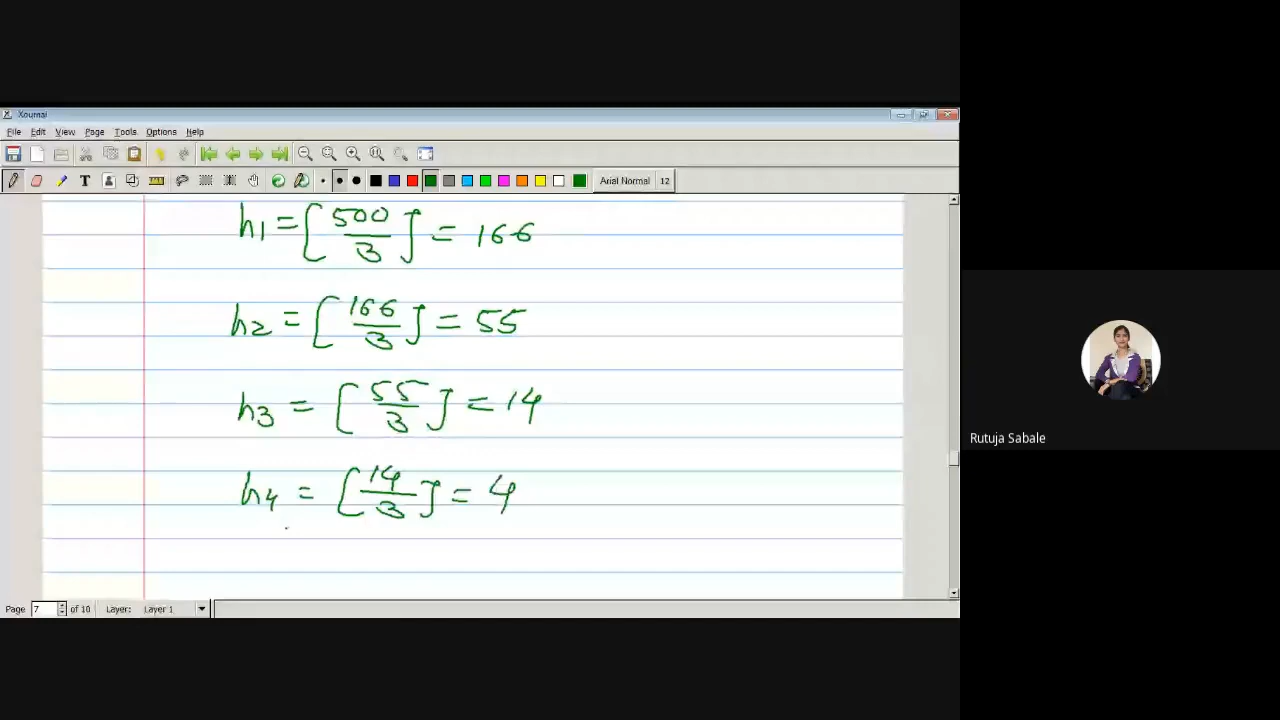 Xournal
File Edit View Page Tools Options Help
T Arial Normal 12
h1 = [500/3] = 166
h2 = [166/3] = 55
h3 = [55/3] = 14
h4 = [14/3] = 4
Rutuja Sabale
Page 7 of 10 Layer: Layer 1